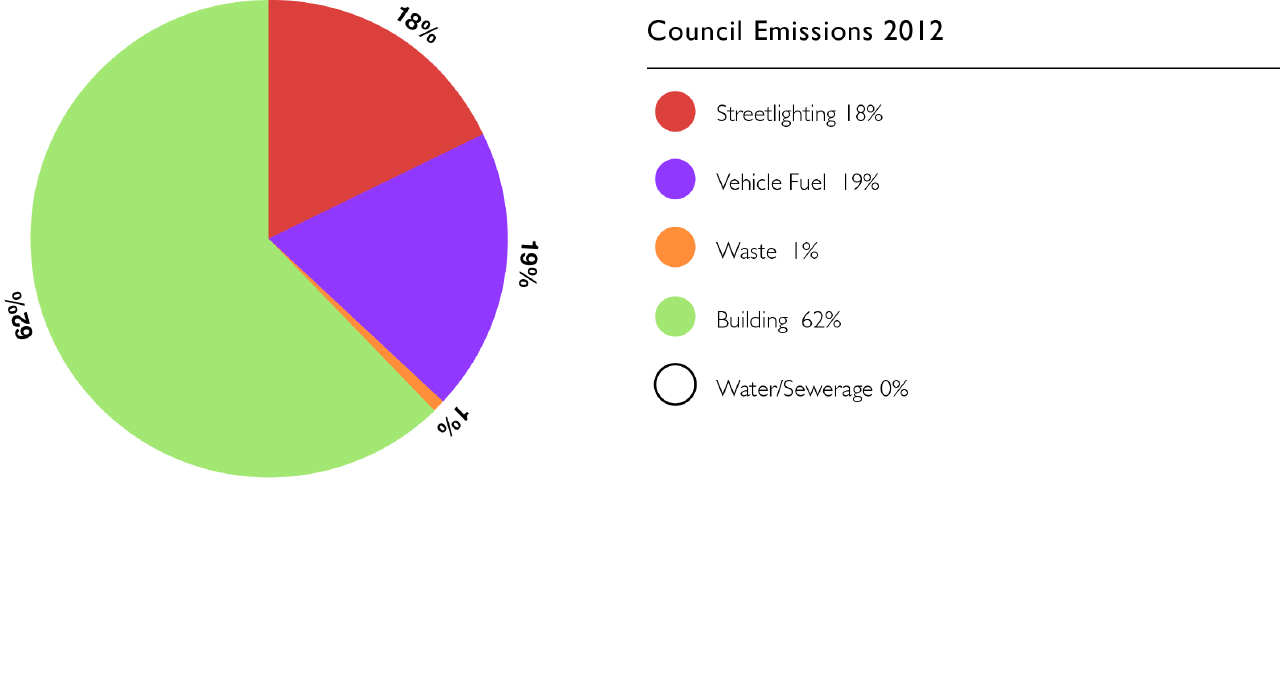 18%
19%
1%
62%
Council Emissions 2012
Streetlighting 18%
Vehicle Fuel 19%
Waste 1%
Building 62%
Water/Sewerage 0%